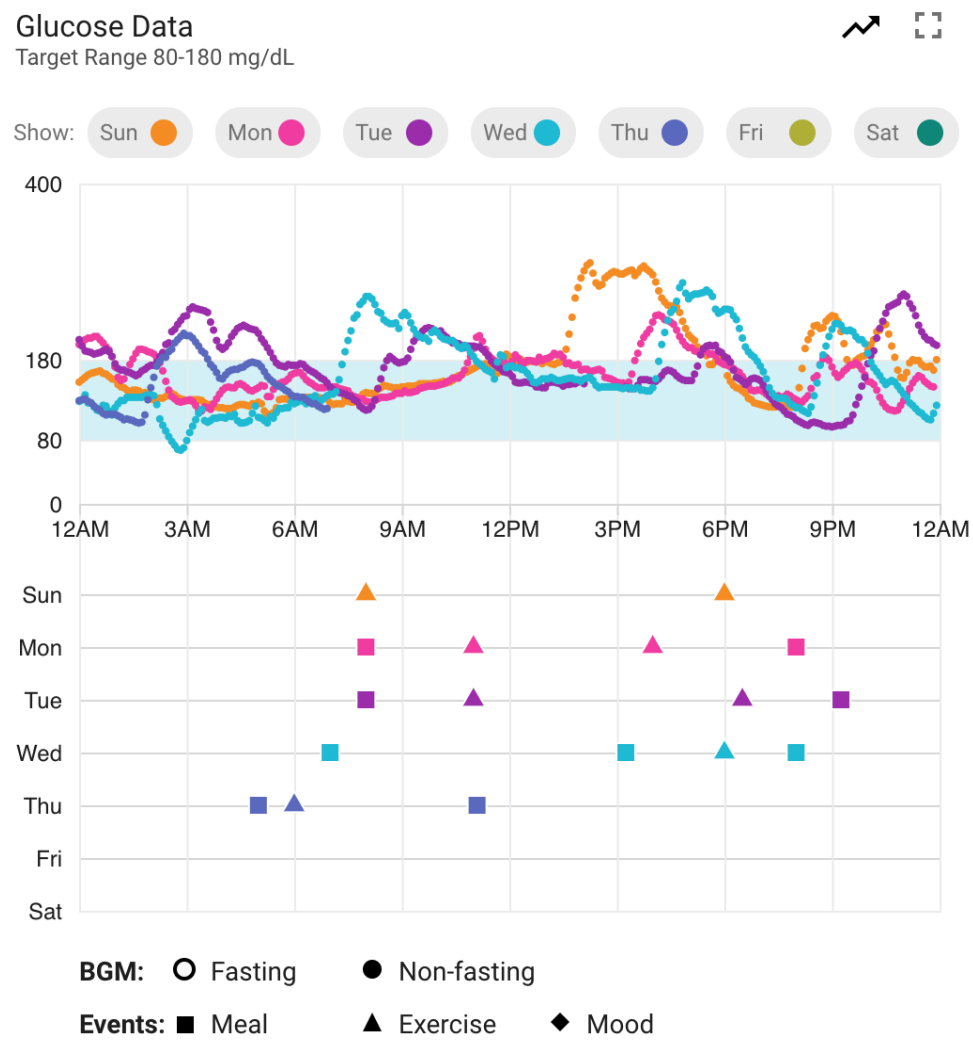 Glucose Data
Target Range 80-180 mg/dL
Show: Sun Mon Tue Wed Thu Fri Sat
400
180
80
0
12AM 3AM 6AM 9AM 12PM 3PM 6PM 9PM 12AM
Sun
Mon
Tue
Wed
Thu
Fri
Sat
BGM: Fasting Non-fasting
Events: Meal Exercise Mood